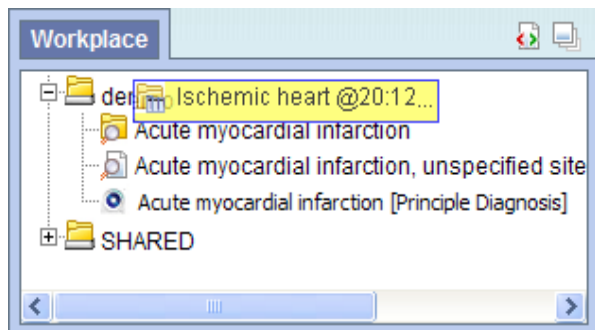 Workplace
Ischemic heart @20:12...
Acute myocardial infarction
Acute myocardial infarction, unspecified site
Acute myocardial infarction [Principle Diagnosis]
SHARED